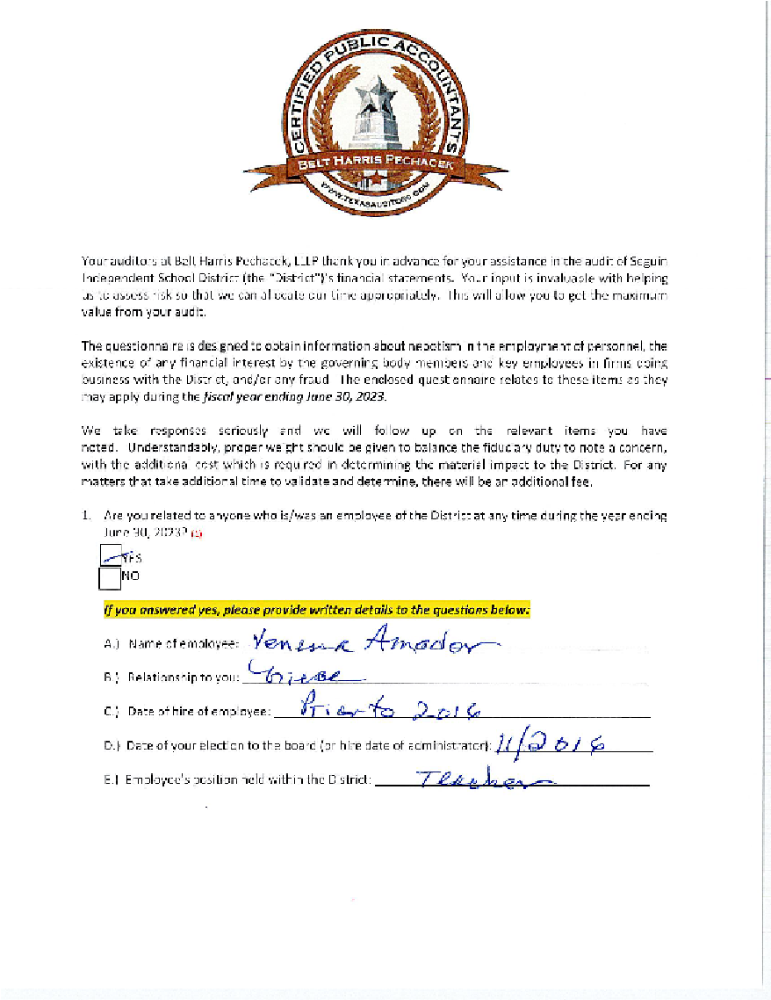 CERTIFIED PUBLIC ACCOUNTANTS
BELT HARRIS PECHACEK
WWW.TEXASAUDITORS.COM
Your auditors at Belt Harris Pechacek, LLLP thank you in advance for your assistance in the audit of Seguin
Independent School District (the "District")'s financial statements. Your input is invaluable with helping
us to assess risk so that we can allocate our time appropriately. This will allow you to get the maximum
value from your audit.
The questionnaire is designed to obtain information about nepotism in the employment of personnel, the
existence of any financial interest by the governing body members and key employees in firms doing
business with the District, and/or any fraud. The enclosed questionnaire relates to these items as they
may apply during the fiscal year ending June 30, 2023.
We take responses seriously and we will follow up on the relevant items you have
noted. Understandably, proper weight should be given to balance the fiduciary duty to note a concern,
with the additional cost which is required in determining the material impact to the District. For any
matters that take additional time to validate and determine, there will be an additional fee.
1. Are you related to anyone who is/was an employee of the District at any time during the year ending
June 30, 2023? (1)
YES
NO
If you answered yes, please provide written details to the questions below:
A.) Name of employee: Amador
B.) Relationship to you:
C.) Date of hire of employee: Prior to 2016
D.) Date of your election to the board (or hire date of administrator): 11/2016
E.) Employee's position held within the District: Teacher